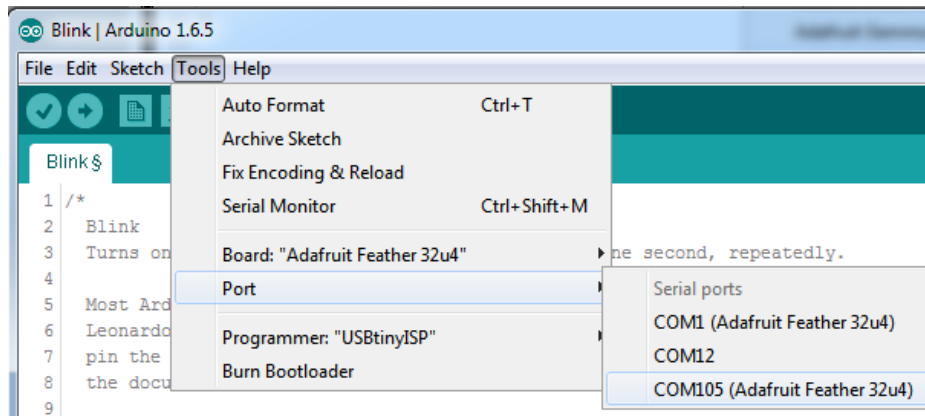 Blink | Arduino 1.6.5
File Edit Sketch Tools Help
Blink §
Auto Format Ctrl+T
Archive Sketch
Fix Encoding & Reload
Serial Monitor Ctrl+Shift+M
Board: "Adafruit Feather 32u4"
Port
Programmer: "USBtinyISP"
Burn Bootloader
Serial ports
COM1 (Adafruit Feather 32u4)
COM12
COM105 (Adafruit Feather 32u4)
1 /*
2 Blink
3 Turns on ne second, repeatedly.
4
5 Most Ard
6 Leonardo
7 pin the
8 the docu
9